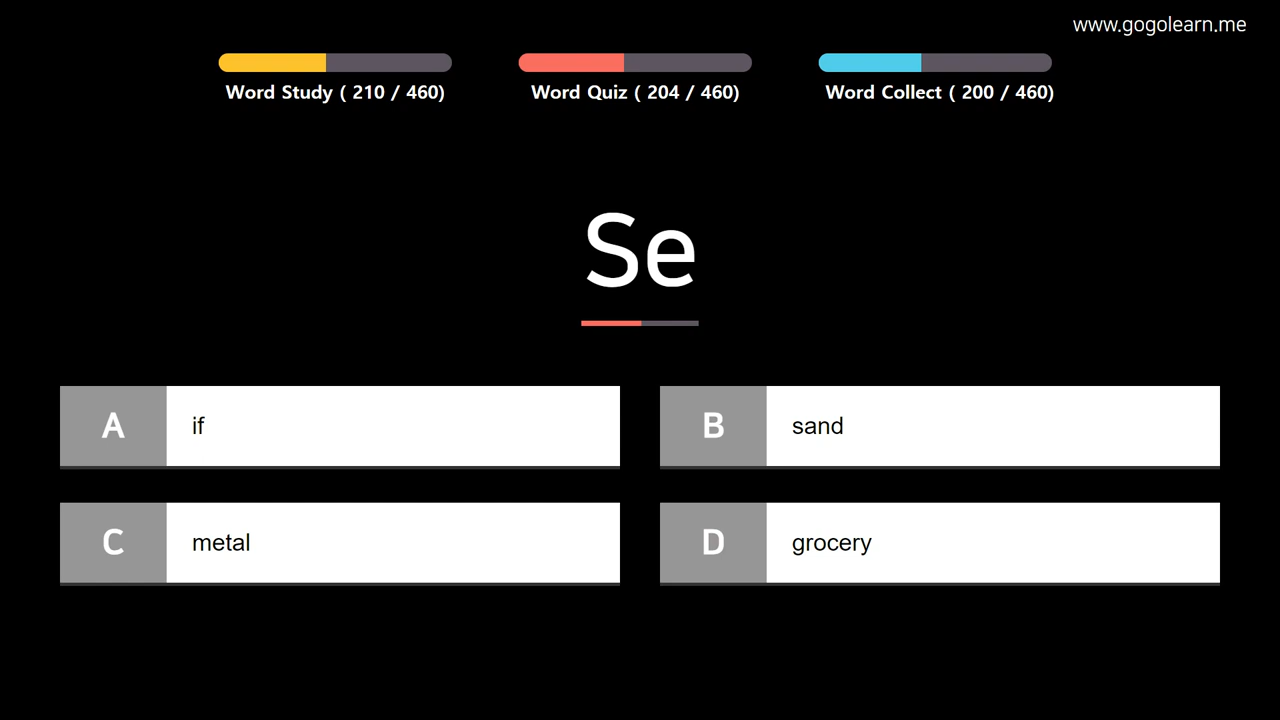 www.gogolearn.me
Word Study ( 210 / 460)
Word Quiz ( 204 / 460)
Word Collect ( 200 / 460)
Se
A if
B sand
C metal
D grocery